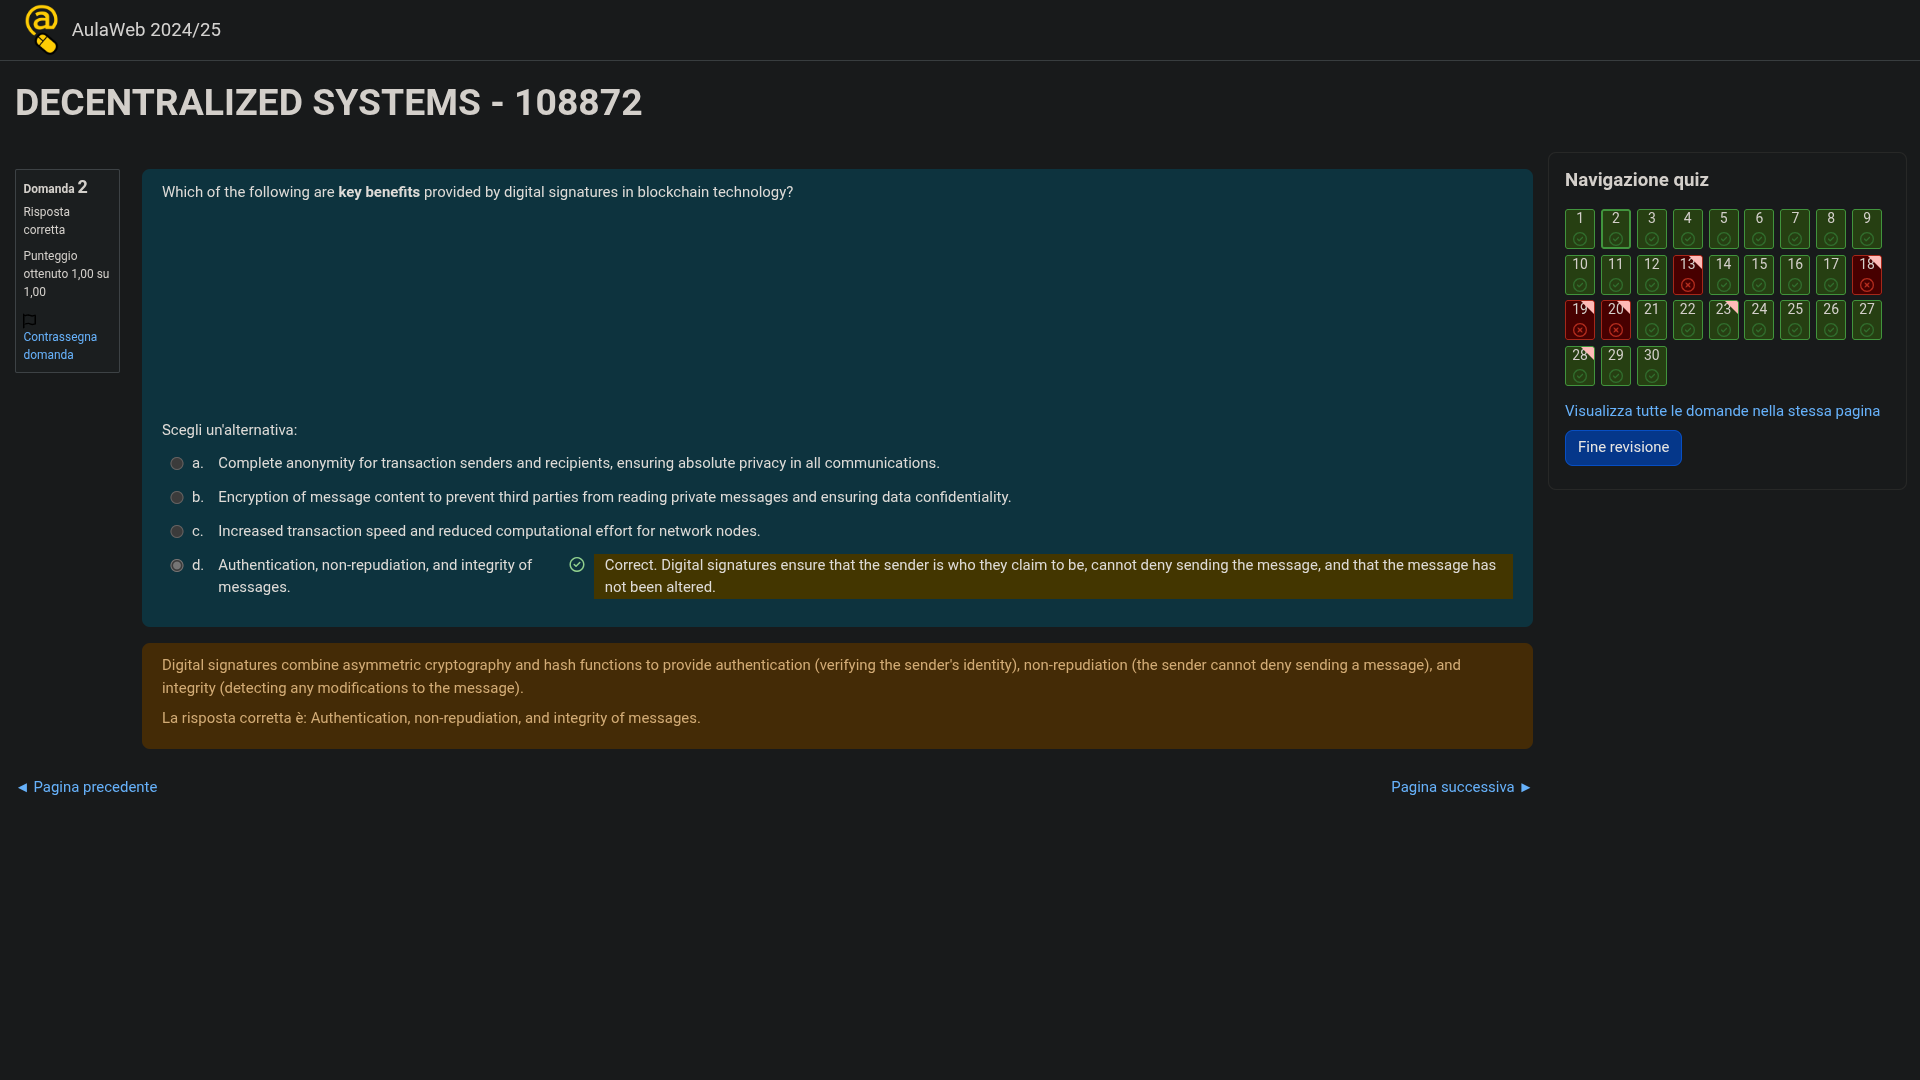 AulaWeb 2024/25
DECENTRALIZED SYSTEMS - 108872
Domanda 2
Risposta
corretta
Punteggio
ottenuto 1,00 su
1,00
Contrassegna
domanda
Which of the following are key benefits provided by digital signatures in blockchain technology?
Scegli un'alternativa:
a. Complete anonymity for transaction senders and recipients, ensuring absolute privacy in all communications.
b. Encryption of message content to prevent third parties from reading private messages and ensuring data confidentiality.
c. Increased transaction speed and reduced computational effort for network nodes.
d. Authentication, non-repudiation, and integrity of
messages.
Correct. Digital signatures ensure that the sender is who they claim to be, cannot deny sending the message, and that the message has
not been altered.
Digital signatures combine asymmetric cryptography and hash functions to provide authentication (verifying the sender's identity), non-repudiation (the sender cannot deny sending a message), and
integrity (detecting any modifications to the message).
La risposta corretta è: Authentication, non-repudiation, and integrity of messages.
◄ Pagina precedente
Pagina successiva ►
Navigazione quiz
1 2 3 4 5 6 7 8 9
10 11 12 13 14 15 16 17 18
19 20 21 22 23 24 25 26 27
28 29 30
Visualizza tutte le domande nella stessa pagina
Fine revisione